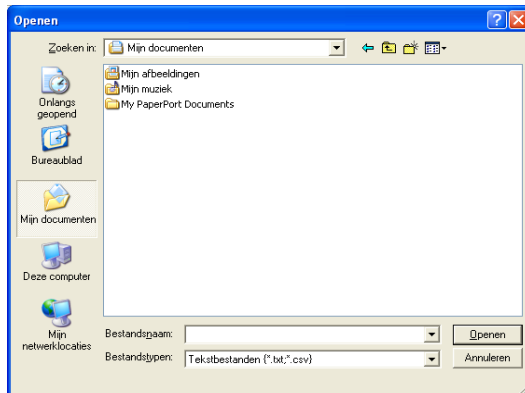 Openen
Zoeken in:
Mijn documenten
Mijn afbeeldingen
Mijn muziek
My PaperPort Documents
Onlangs
geopend
Bureaublad
Mijn documenten
Deze computer
Mijn
netwerklocaties
Bestandsnaam:
Openen
Bestandstypen:
Tekstbestanden {*.txt;*.csv}
Annuleren